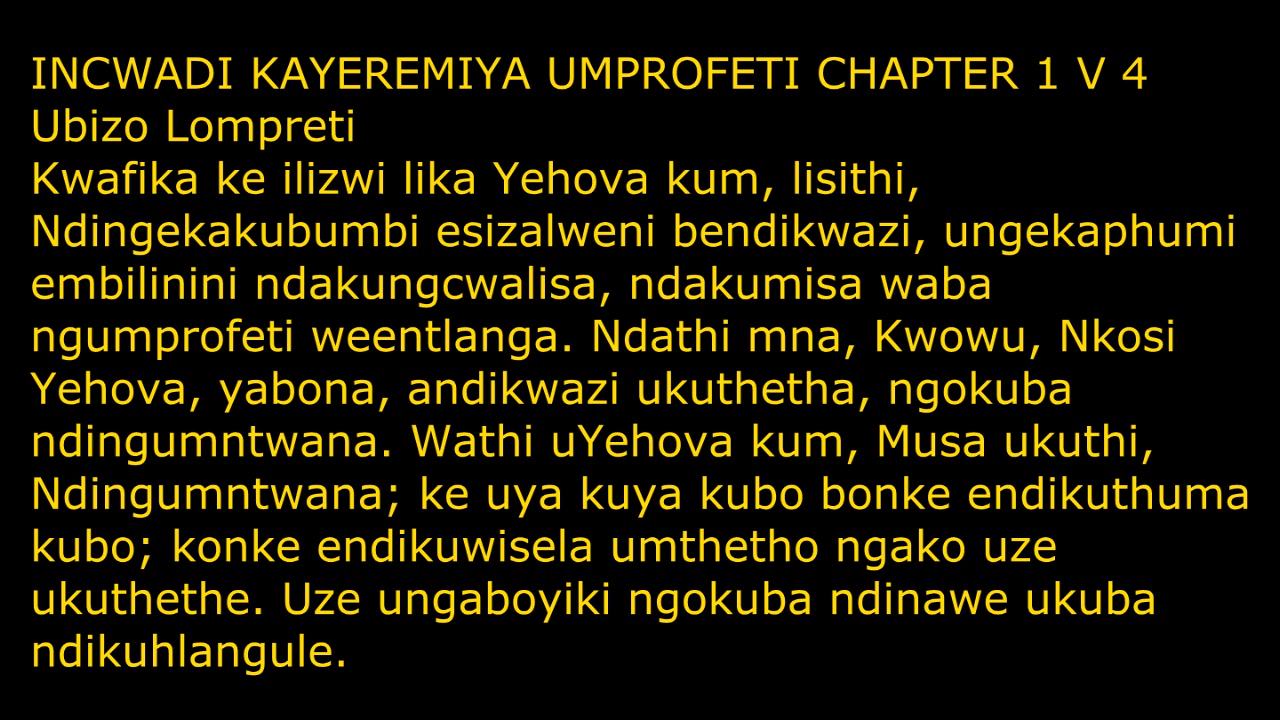 INCWADI KAYEREMIYA UMPROFETI CHAPTER 1 V 4
Ubizo Lompreti
Kwafika ke ilizwi lika Yehova kum, lisithi,
Ndingekakubumbi esizalweni bendikwazi, ungekaphumi
embilinini ndakungcwalisa, ndakumisa waba
ngumprofeti weentlanga. Ndathi mna, Kwowu, Nkosi
Yehova, yabona, andikwazi ukuthetha, ngokuba
ndingumntwana. Wathi uYehova kum, Musa ukuthi,
Ndingumntwana; ke uya kuya kubo bonke endikuthuma
kubo; konke endikuwisela umthetho ngako uze
ukuthethe. Uze ungaboyiki ngokuba ndinawe ukuba
ndikuhlangule.